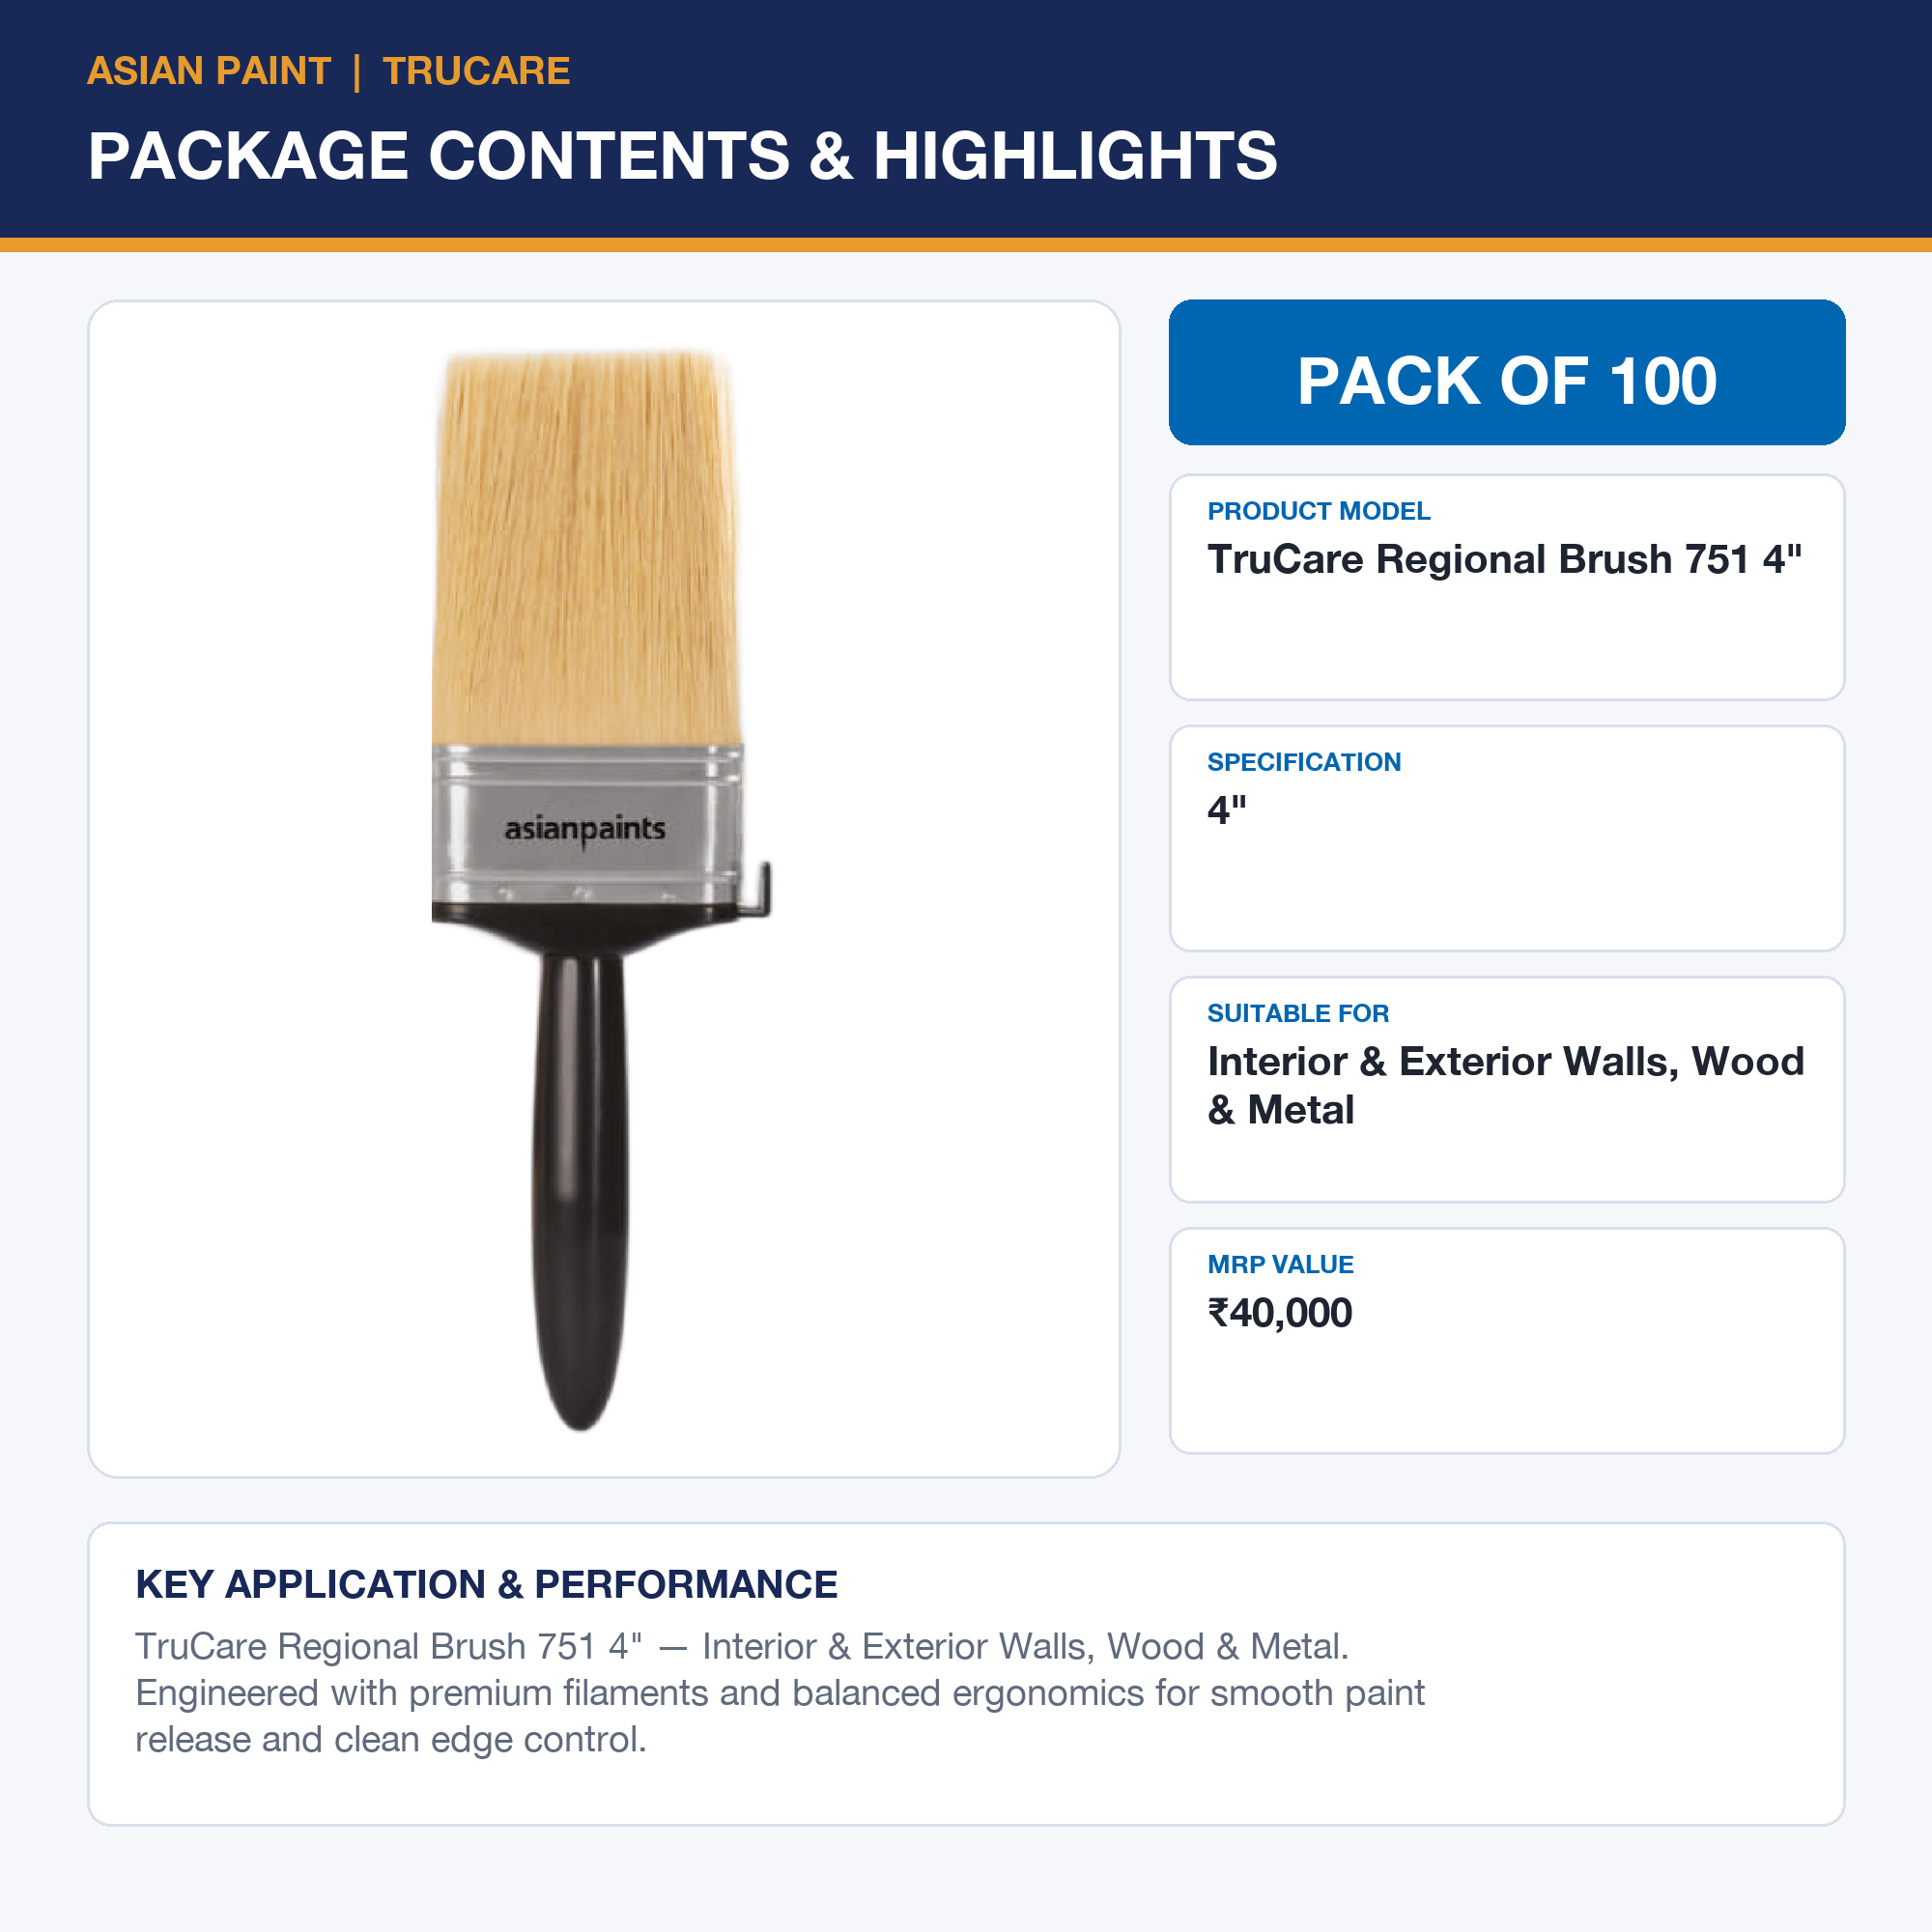 ASIAN PAINT | TRUCARE
PACKAGE CONTENTS & HIGHLIGHTS
asianpaints
PACK OF 100
PRODUCT MODEL
TruCare Regional Brush 751 4"
SPECIFICATION
4"
SUITABLE FOR
Interior & Exterior Walls, Wood
& Metal
MRP VALUE
₹40,000
KEY APPLICATION & PERFORMANCE
TruCare Regional Brush 751 4" — Interior & Exterior Walls, Wood & Metal.
Engineered with premium filaments and balanced ergonomics for smooth paint
release and clean edge control.